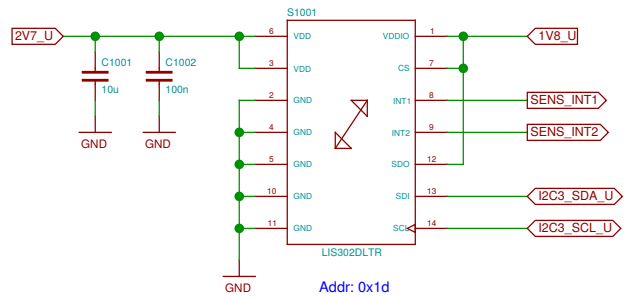 S1001
2V7_U
6 VDD
VDDIO 1
1V8_U
C1001
10u
C1002
100n
3 VDD
CS 7
2 GND
INT1 8
SENS_INT1
4 GND
INT2 9
SENS_INT2
GND
GND
5 GND
SDO 12
10 GND
SDI 13
I2C3_SDA_U
11 GND
SCL 14
I2C3_SCL_U
LIS302DLTR
GND
Addr: 0x1d